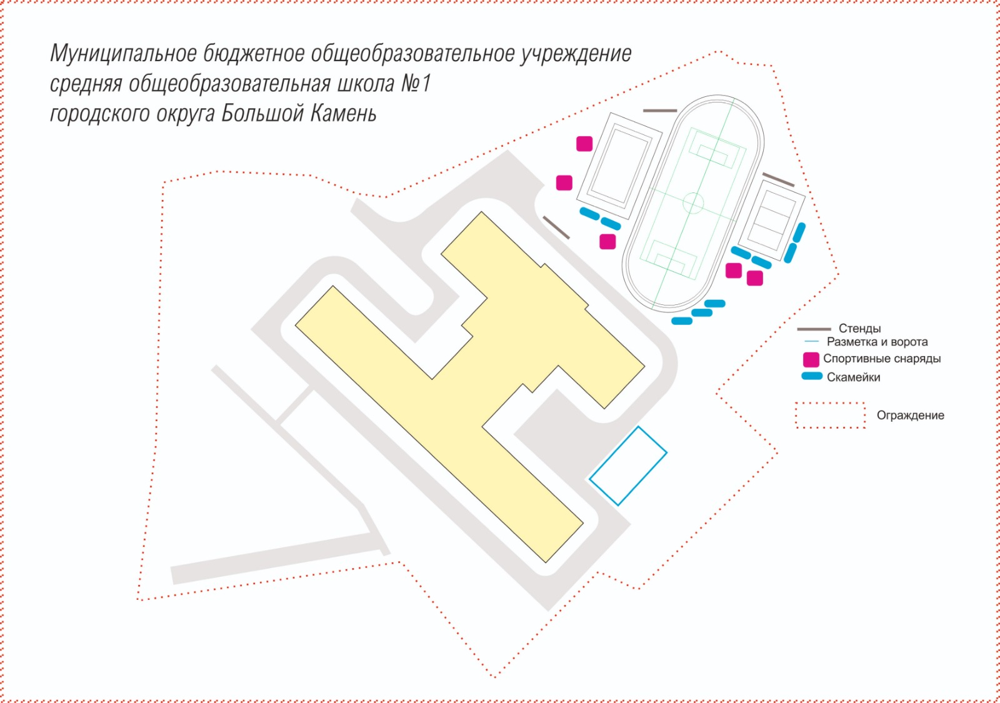 Муниципальное бюджетное общеобразовательное учреждение
средняя общеобразовательная школа №1
городского округа Большой Камень
Стенды
Разметка и ворота
Спортивные снаряды
Скамейки
Ограждение